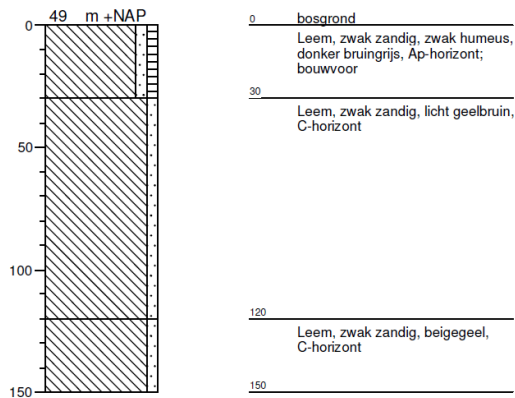 49 m +NAP
0
50
100
150
0 bosgrond
Leem, zwak zandig, zwak humeus,
donker bruingrijs, Ap-horizont;
bouwvoor
30
Leem, zwak zandig, licht geelbruin,
C-horizont
120
Leem, zwak zandig, beigegeel,
C-horizont
150